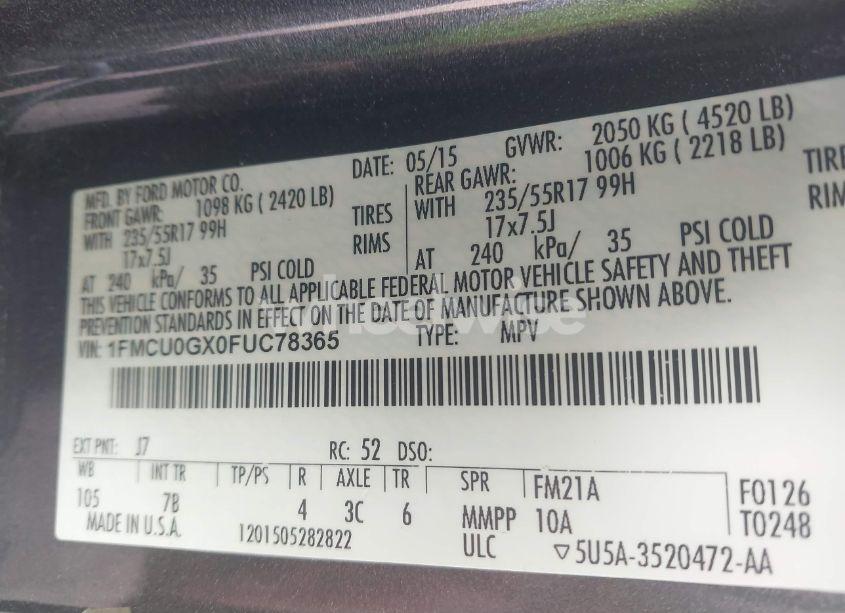 MFD. BY FORD MOTOR CO. DATE: 05/15 GVWR: 2050 KG ( 4520 LB)
FRONT GAWR: 1098 KG ( 2420 LB) REAR GAWR: 1006 KG ( 2218 LB)
WITH 235/55R17 99H TIRES WITH 235/55R17 99H TIRE
17x7.5J RIMS 17x7.5J RIM
AT 240 kPa/ 35 PSI COLD AT 240 kPa/ 35 PSI COLD
THIS VEHICLE CONFORMS TO ALL APPLICABLE FEDERAL MOTOR VEHICLE SAFETY AND THEFT
PREVENTION STANDARDS IN EFFECT ON THE DATE OF MANUFACTURE SHOWN ABOVE.
VIN: 1FMCU0GX0FUC78365 TYPE: MPV
EXT PNT: J7 RC: 52 DSO:
WB INT TR TP/PS R AXLE TR SPR FM21A F0126
105 7B 4 3C 6 MMPP 10A T0248
MADE IN U.S.A. 1201505282822 ULC ▽5U5A-3520472-AA